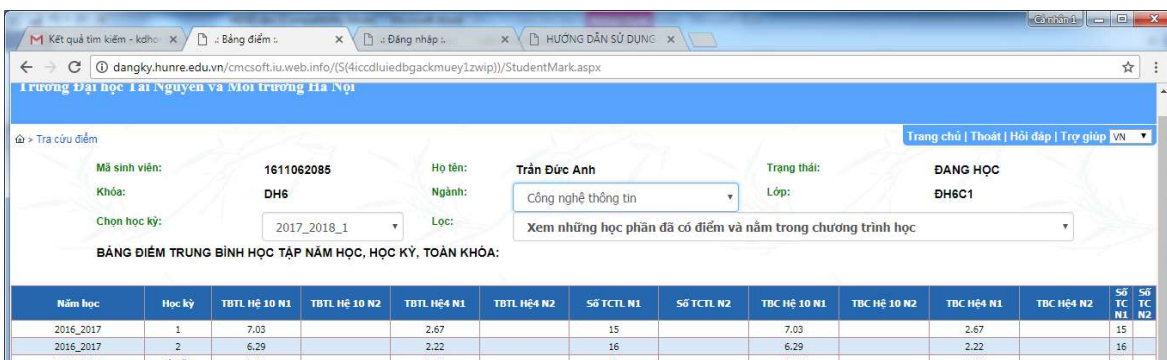 Cá nhân 1
Kết quả tìm kiếm - kdho
.: Bảng điểm :.
.: Đăng nhập :.
HƯỚNG DẪN SỬ DỤNG
dangky.hunre.edu.vn/cmcsoft.iu.web.info/(S(4iccdluiedbgackmuey1zwip))/StudentMark.aspx
Trường Đại học Tài Nguyên và Môi trường Hà Nội
> Tra cứu điểm
Trang chủ | Thoát | Hỏi đáp | Trợ giúp VN
Mã sinh viên: 1611062085 Họ tên: Trần Đức Anh Trạng thái: ĐANG HỌC
Khóa: DH6 Ngành: Công nghệ thông tin Lớp: ĐH6C1
Chọn học kỳ: 2017_2018_1 Lọc: Xem những học phần đã có điểm và nằm trong chương trình học
BẢNG ĐIỂM TRUNG BÌNH HỌC TẬP NĂM HỌC, HỌC KỲ, TOÀN KHÓA:
Năm học Học kỳ TBTL Hệ 10 N1 TBTL Hệ 10 N2 TBTL Hệ4 N1 TBTL Hệ4 N2 Số TCTL N1 Số TCTL N2 TBC Hệ 10 N1 TBC Hệ 10 N2 TBC Hệ4 N1 TBC Hệ4 N2 Số TC N1 Số TC N2
2016_2017 1 7.03 2.67 15 7.03 2.67 15
2016_2017 2 6.29 2.22 16 6.29 2.22 16